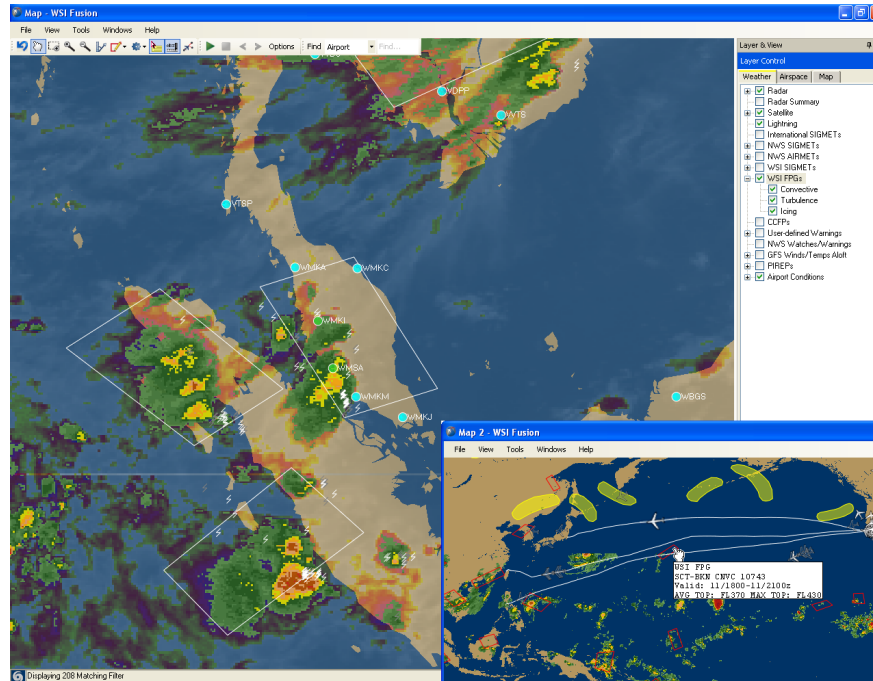 Map - WSI Fusion
File View Tools Windows Help
Options Find Airport Find...
Layer & View
Layer Control
Weather Airspace Map
Radar
Radar Summary
Satellite
Lightning
International SIGMETs
NWS SIGMETs
NWS AIRMETs
WSI SIGMETs
WSI FPGs
Convective
Turbulence
Icing
CCFPs
User-defined Warnings
NWS Watches/Warnings
GFS Winds/Temps Aloft
PIREPs
Airport Conditions
VDPP
VVTS
VTSP
WMKA
WMKC
WMKI
WMSA
WMKM
WMKJ
WBGS
Map 2 - WSI Fusion
File View Tools Windows Help
WSI FPG
SCT-BKN CNVC 10743
Valid: 11/1800-11/2100z
AVG TOP: FL370 MAX TOP: FL430
Displaying 208 Matching Filter